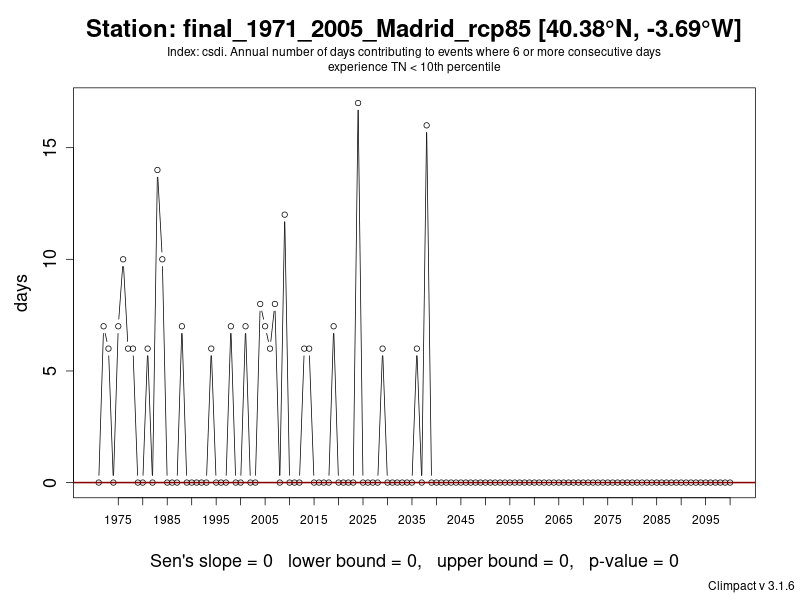 Station: final_1971_2005_Madrid_rcp85 [40.38°N, -3.69°W]
Index: csdi. Annual number of days contributing to events where 6 or more consecutive days
experience TN < 10th percentile
days
15
10
5
0
1975 1985 1995 2005 2015 2025 2035 2045 2055 2065 2075 2085 2095
Sen's slope = 0 lower bound = 0, upper bound = 0, p-value = 0
Climpact v 3.1.6